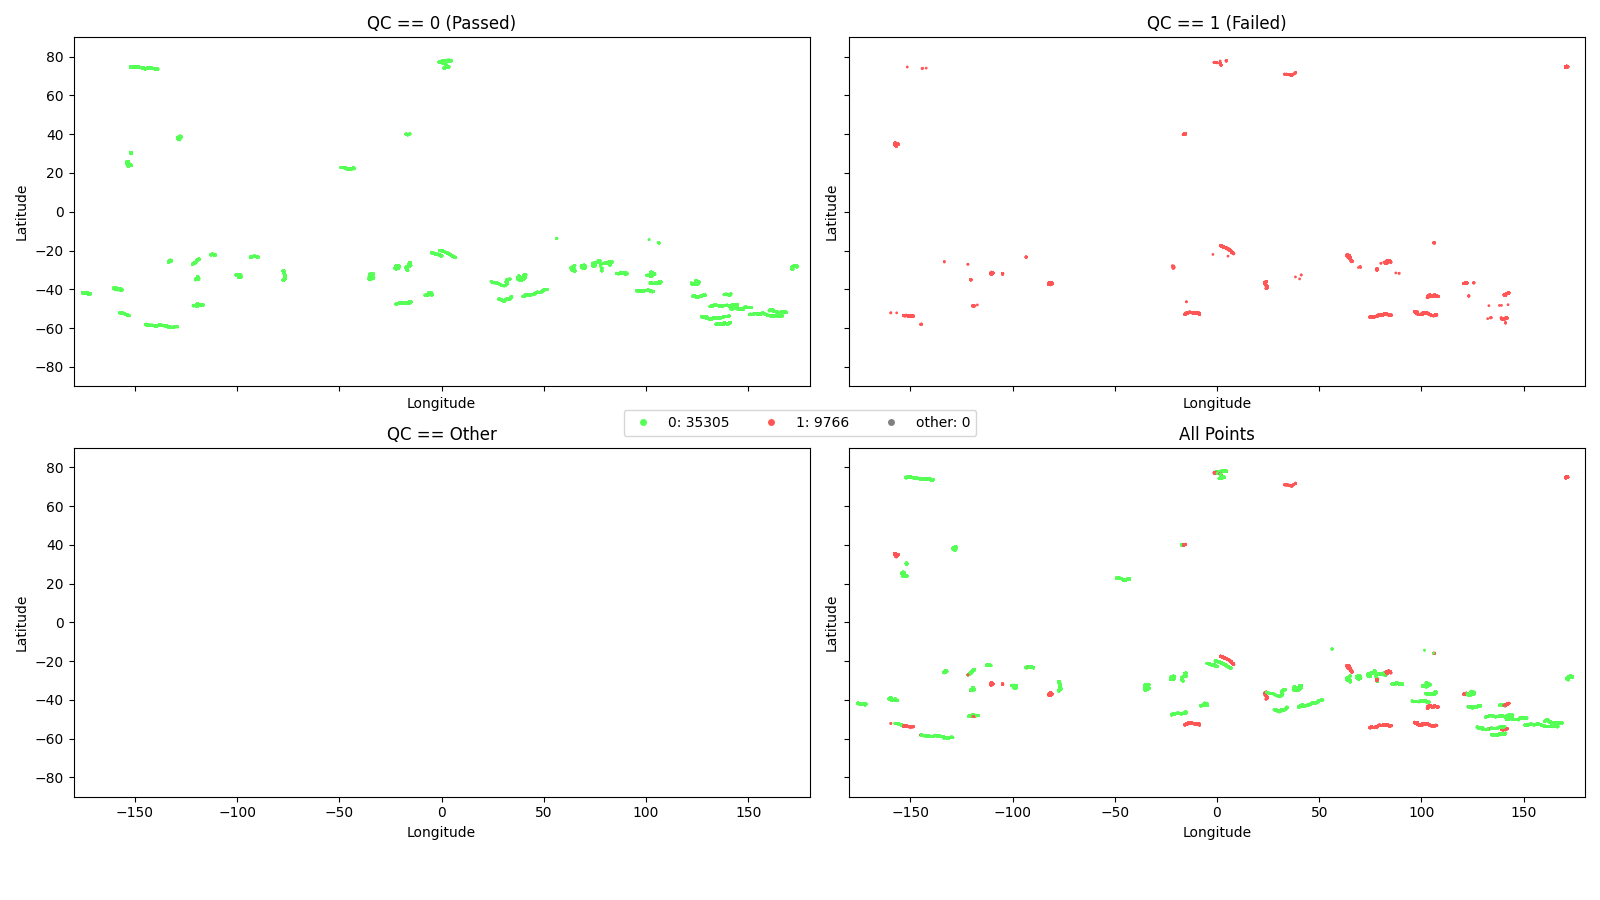 QC == 0 (Passed)
QC == 1 (Failed)
80
60
40
20
0
−20
−40
−60
−80
Latitude
Latitude
Longitude
Longitude
0: 35305
1: 9766
other: 0
QC == Other
All Points
80
60
40
20
0
−20
−40
−60
−80
Latitude
Latitude
−150 −100 −50 0 50 100 150
−150 −100 −50 0 50 100 150
Longitude
Longitude